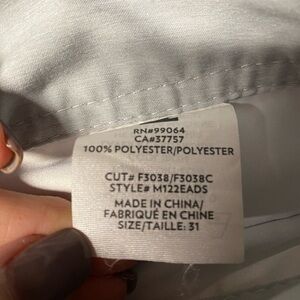 RN#99064
CA#37757
100% POLYESTER/POLYESTER
CUT# F3038/F3038C
STYLE# M122EADS
MADE IN CHINA/
FABRIQUÉ EN CHINE
SIZE/TAILLE: 31